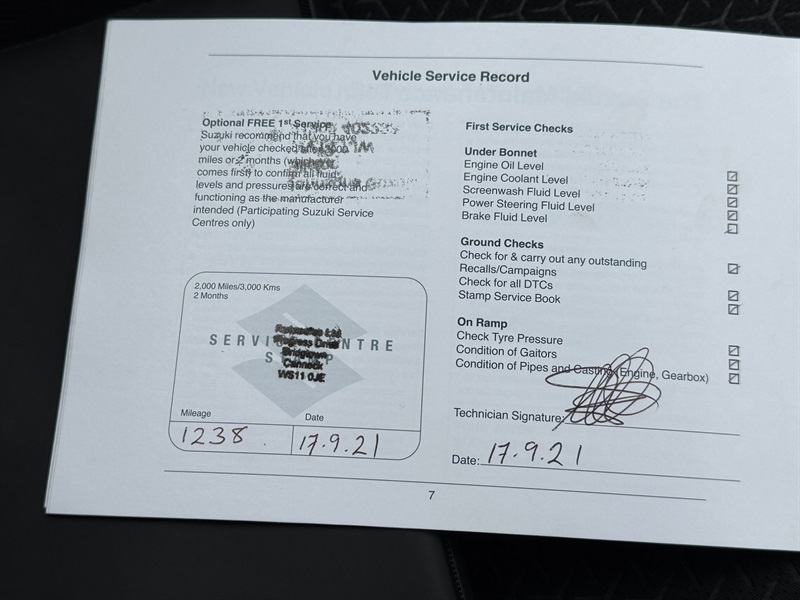 Vehicle Service Record
Optional FREE 1st Service
Suzuki recommend that you have
your vehicle checked after 2000
miles or 2 months (whichever
comes first) to confirm all fluid
levels and pressures are correct and
functioning as the manufacturer
intended (Participating Suzuki Service
Centres only)
2,000 Miles/3,000 Kms
2 Months
SERVICE CENTRE
STAMP
Progress Drive
Bridgtown
Cannock
WS11 0JE
Mileage
Date
1238
17.9.21
First Service Checks
Under Bonnet
Engine Oil Level
Engine Coolant Level
Screenwash Fluid Level
Power Steering Fluid Level
Brake Fluid Level
Ground Checks
Check for & carry out any outstanding
Recalls/Campaigns
Check for all DTCs
Stamp Service Book
On Ramp
Check Tyre Pressure
Condition of Gaitors
Condition of Pipes and Casting (Engine, Gearbox)
Technician Signature:
Date: 17.9.21
7